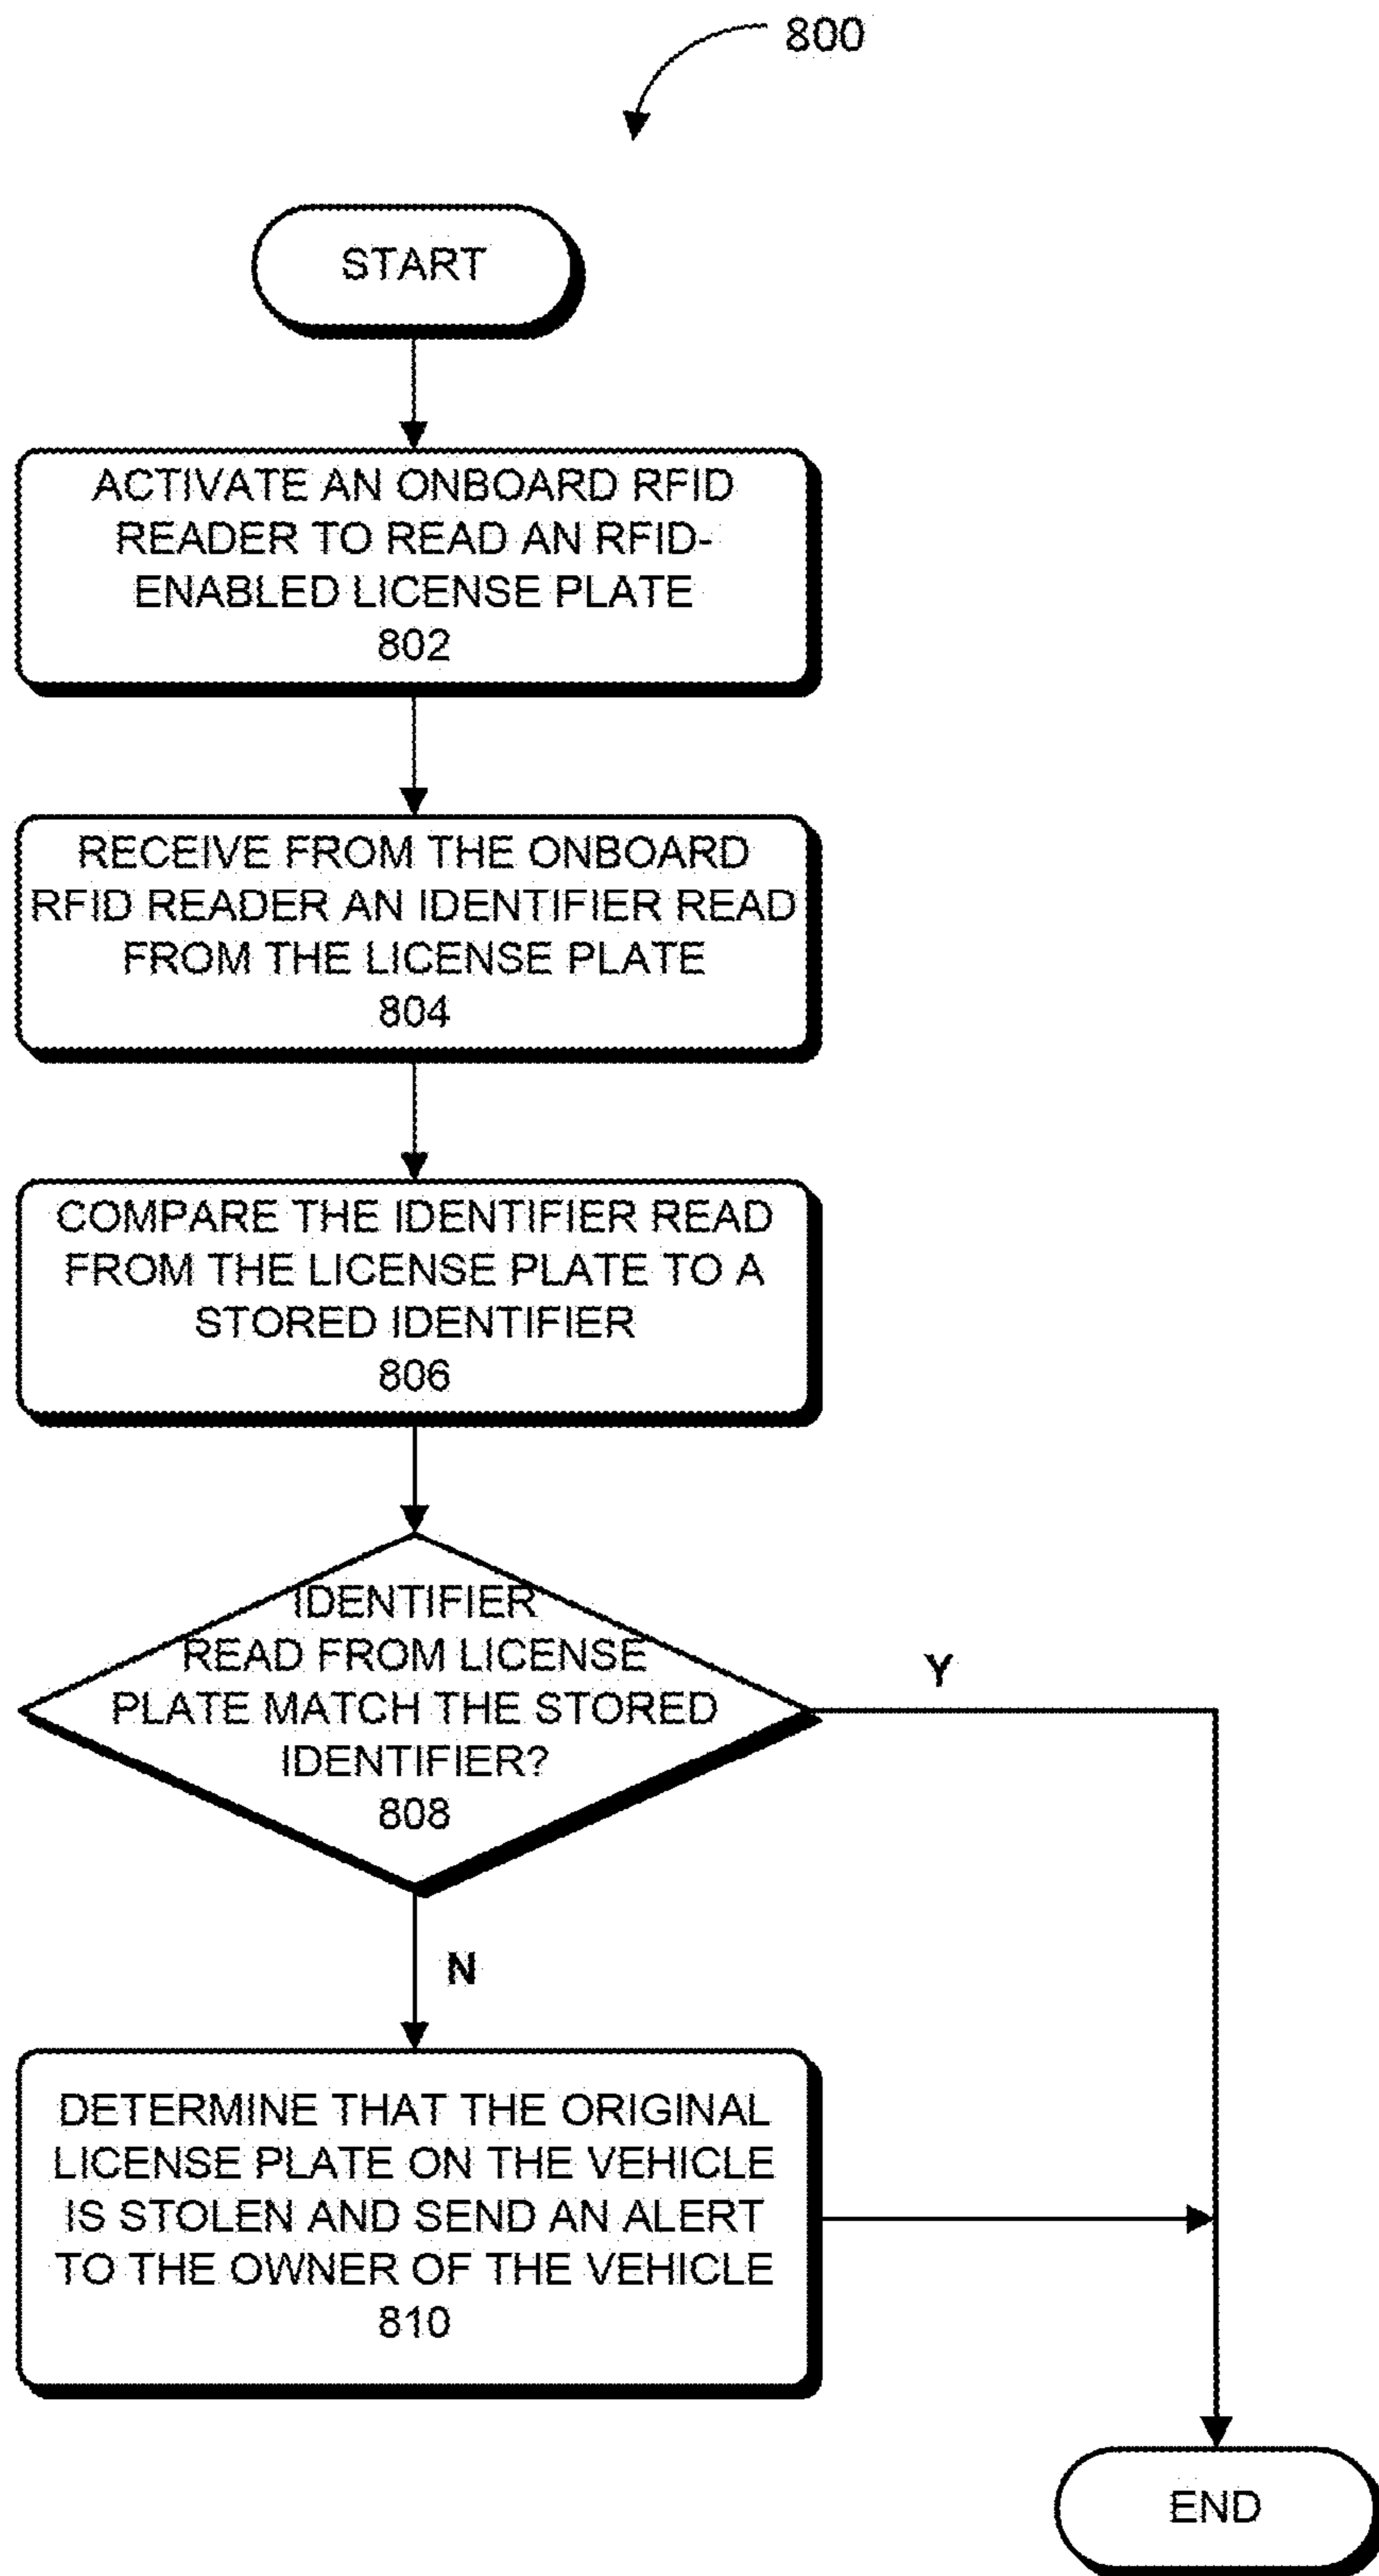 800
START
ACTIVATE AN ONBOARD RFID
READER TO READ AN RFID-
ENABLED LICENSE PLATE
802
RECEIVE FROM THE ONBOARD
RFID READER AN IDENTIFIER READ
FROM THE LICENSE PLATE
804
COMPARE THE IDENTIFIER READ
FROM THE LICENSE PLATE TO A
STORED IDENTIFIER
806
IDENTIFIER
READ FROM LICENSE
PLATE MATCH THE STORED
IDENTIFIER?
808
Y
N
DETERMINE THAT THE ORIGINAL
LICENSE PLATE ON THE VEHICLE
IS STOLEN AND SEND AN ALERT
TO THE OWNER OF THE VEHICLE
810
END